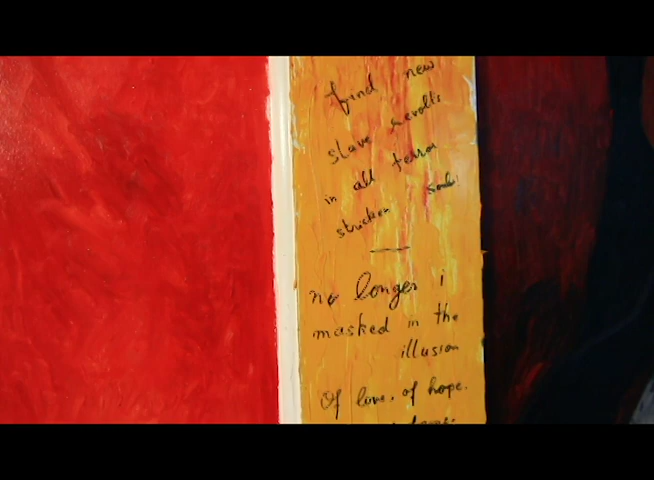 find new
slave revolts
in all terror
stricken souls
no longer i
masked in the
illusion
Of love. of hope.